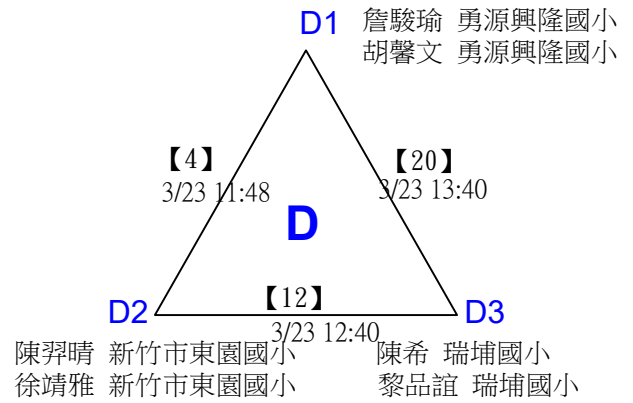 D1 詹駿瑜 勇源興隆國小
胡馨文 勇源興隆國小
【4】
3/23 11:48
【20】
3/23 13:40
D
【12】
3/23 12:40
D2
D3
陳羿晴 新竹市東園國小
徐靖雅 新竹市東園國小
陳希 瑞埔國小
黎品誼 瑞埔國小